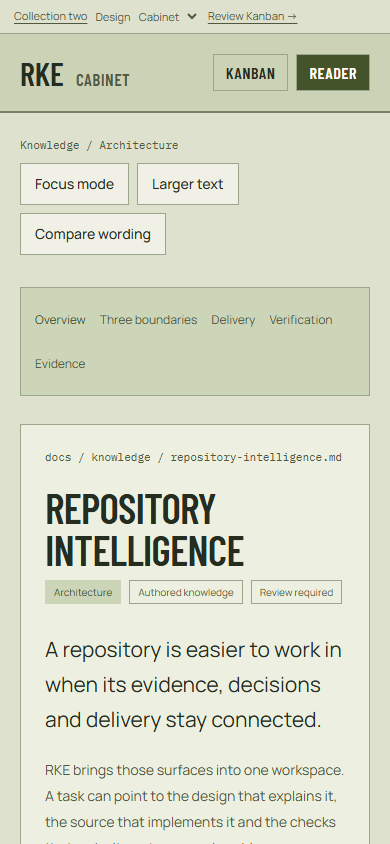 Collection two Design Cabinet Review Kanban →
RKE CABINET KANBAN READER
Knowledge / Architecture
Focus mode Larger text
Compare wording
Overview Three boundaries Delivery Verification
Evidence
docs / knowledge / repository-intelligence.md
REPOSITORY
INTELLIGENCE
Architecture Authored knowledge Review required
A repository is easier to work in
when its evidence, decisions
and delivery stay connected.
RKE brings those surfaces into one workspace.
A task can point to the design that explains it,
the source that implements it and the checks